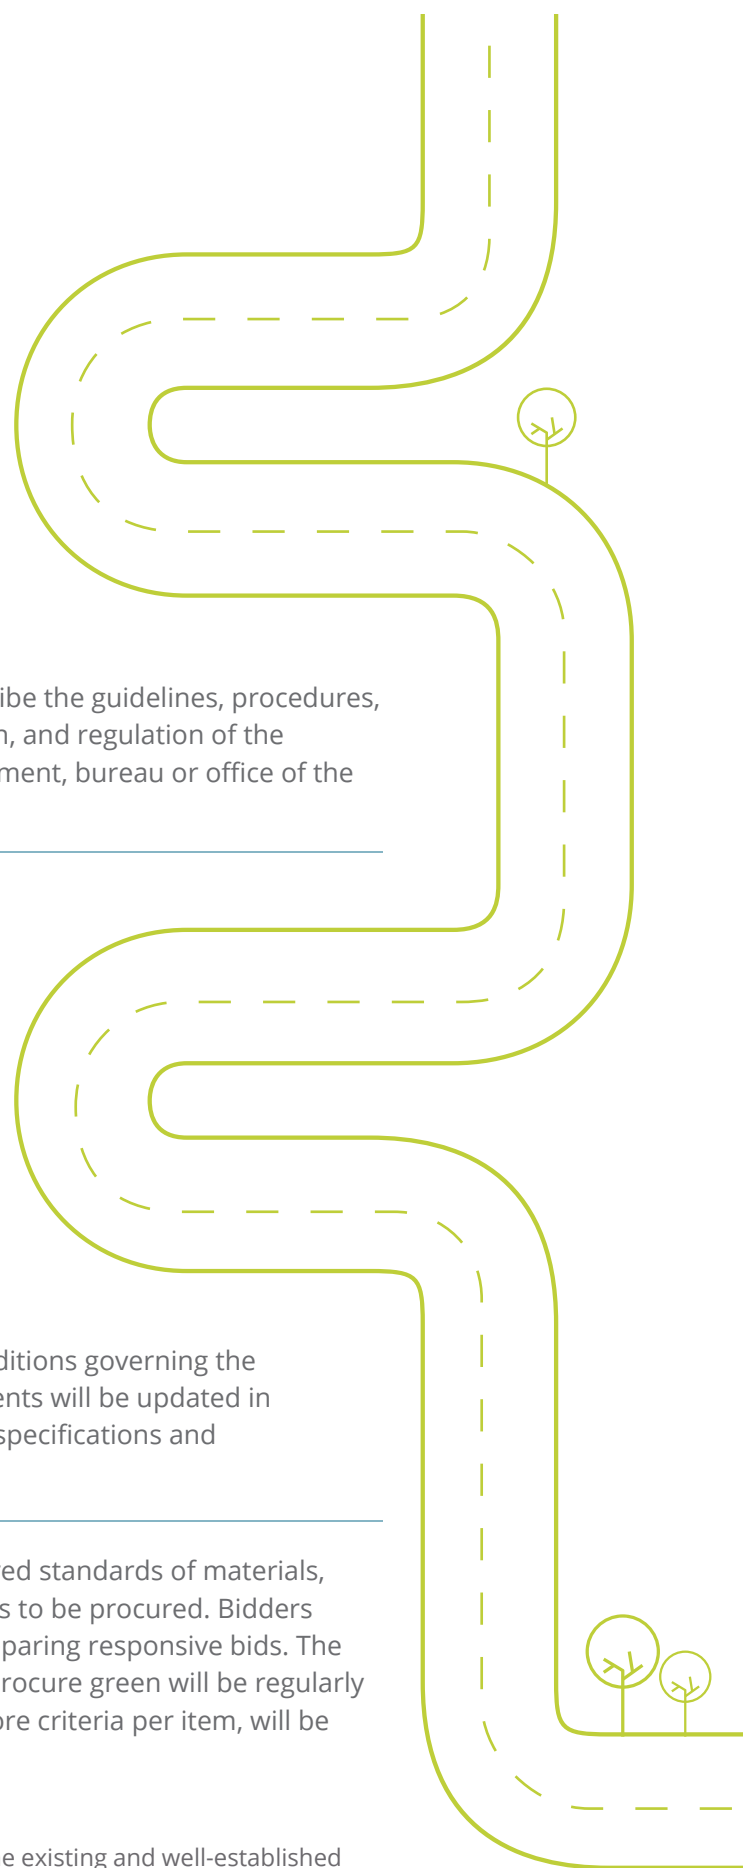 ibe the guidelines, procedures,
n, and regulation of the
ment, bureau or office of the
ditions governing the
ents will be updated in
specifications and
ed standards of materials,
s to be procured. Bidders
paring responsive bids. The
rocure green will be regularly
ore criteria per item, will be
e existing and well-established